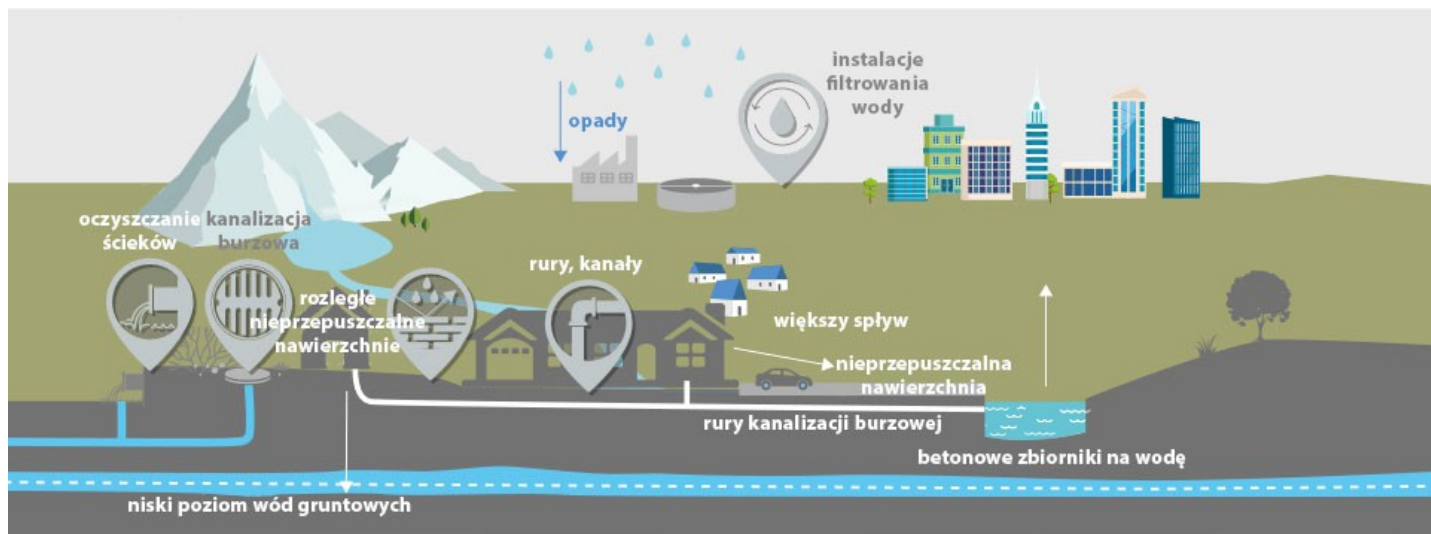 instalacje
filtrowania
wody
opady
oczyszczanie
ścieków
kanalizacja
burzowa
rury, kanały
rozległe
nieprzepuszczalne
nawierzchnie
większy spływ
nieprzepuszczalna
nawierzchnia
rury kanalizacji burzowej
betonowe zbiorniki na wodę
niski poziom wód gruntowych